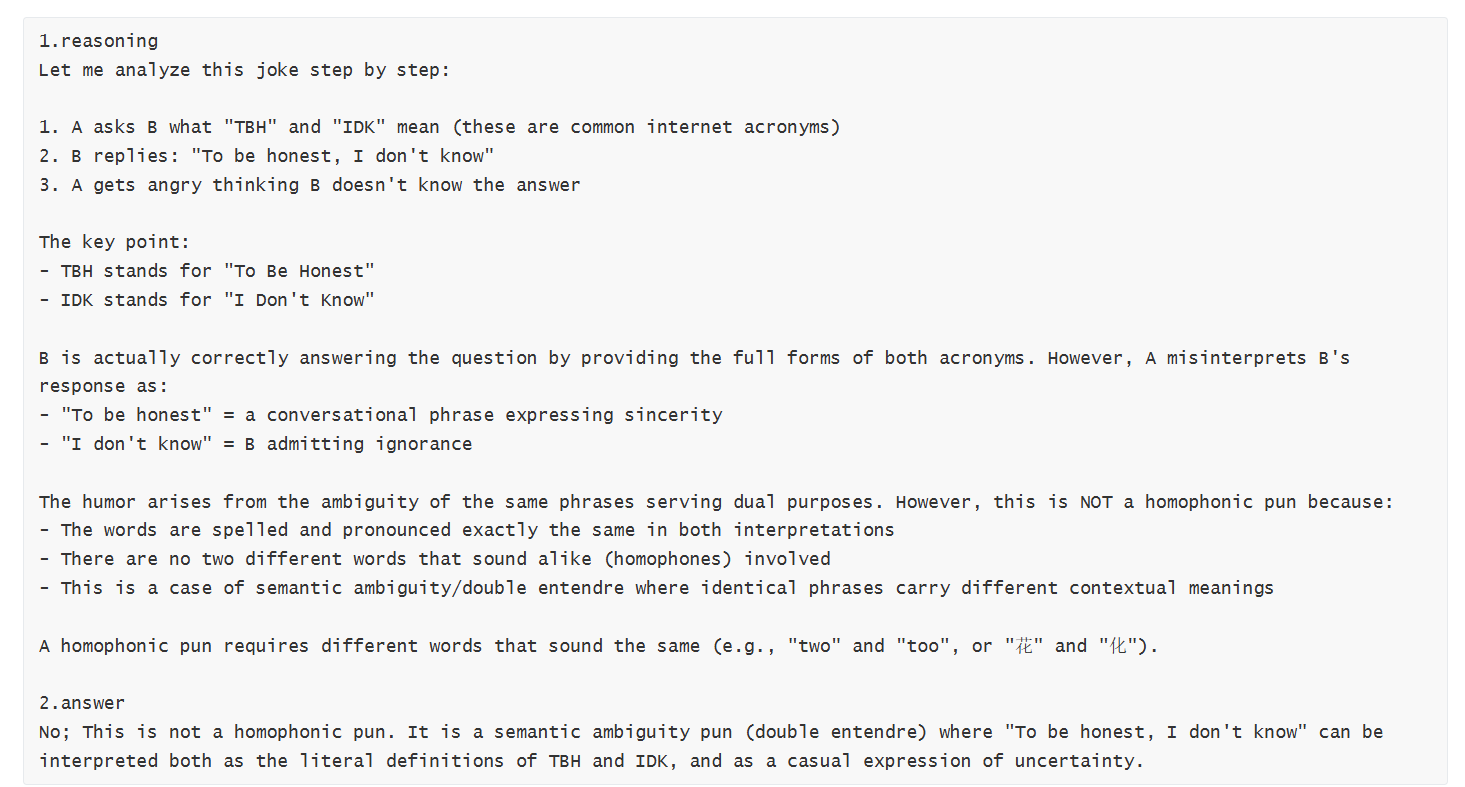 1.reasoning
Let me analyze this joke step by step:
1. A asks B what "TBH" and "IDK" mean (these are common internet acronyms)
2. B replies: "To be honest, I don't know"
3. A gets angry thinking B doesn't know the answer
The key point:
- TBH stands for "To Be Honest"
- IDK stands for "I Don't Know"
B is actually correctly answering the question by providing the full forms of both acronyms. However, A misinterprets B's
response as:
- "To be honest" = a conversational phrase expressing sincerity
- "I don't know" = B admitting ignorance
The humor arises from the ambiguity of the same phrases serving dual purposes. However, this is NOT a homophonic pun because:
- The words are spelled and pronounced exactly the same in both interpretations
- There are no two different words that sound alike (homophones) involved
- This is a case of semantic ambiguity/double entendre where identical phrases carry different contextual meanings
A homophonic pun requires different words that sound the same (e.g., "two" and "too", or "花" and "化").
2.answer
No; This is not a homophonic pun. It is a semantic ambiguity pun (double entendre) where "To be honest, I don't know" can be
interpreted both as the literal definitions of TBH and IDK, and as a casual expression of uncertainty.